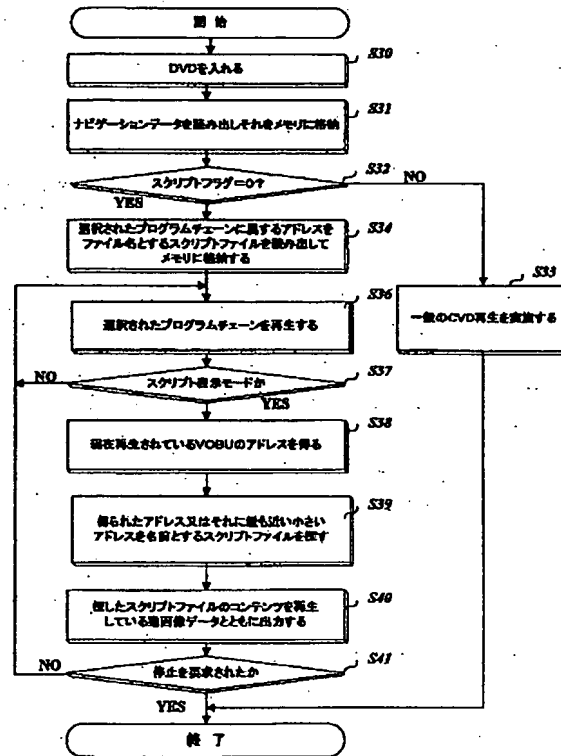 開始
S30
DVDを入れる
S31
ナビゲーションデータを読み出しそれをメモリに格納
S32
スクリプトフラグ=0?
NO
YES
S34
選択されたプログラムチェーンに属するアドレスを
ファイル名とするスクリプトファイルを読み出して
メモリに格納する
S33
一般のCVD再生を実施する
S36
選択されたプログラムチェーンを再生する
S37
NO
スクリプト表示モードか
YES
S38
現在再生されているVOBUのアドレスを得る
S39
得られたアドレス又はそれに最も近い小さい
アドレスを名前とするスクリプトファイルを探す
S40
探したスクリプトファイルのコンテンツを再生
している動画像データとともに出力する
S41
NO
停止を要求されたか
YES
終了